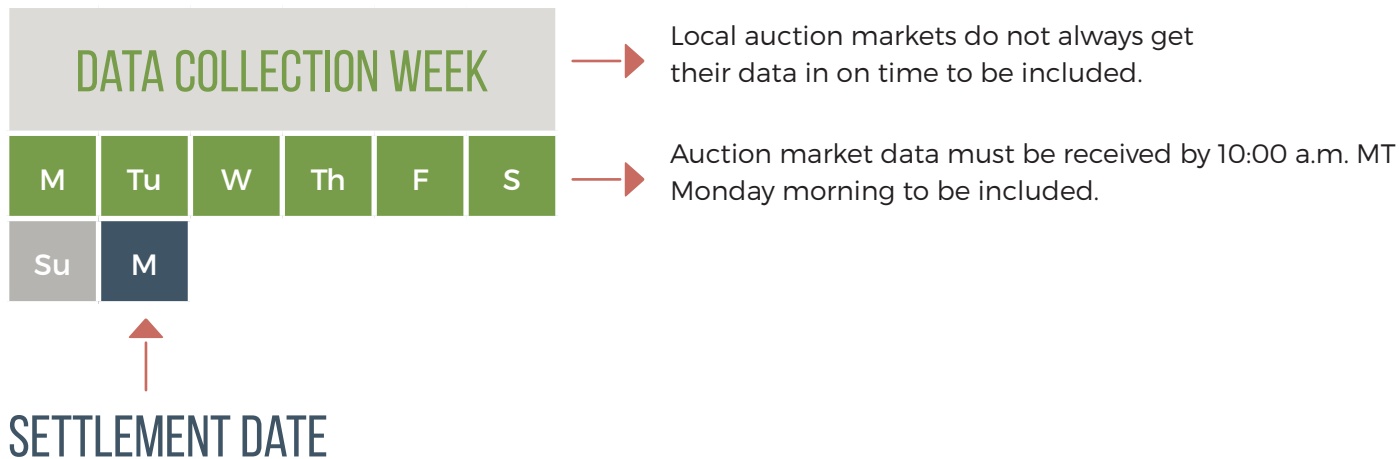 DATA COLLECTION WEEK
Local auction markets do not always get
their data in on time to be included.
M Tu W Th F S
Auction market data must be received by 10:00 a.m. MT
Monday morning to be included.
Su M
SETTLEMENT DATE